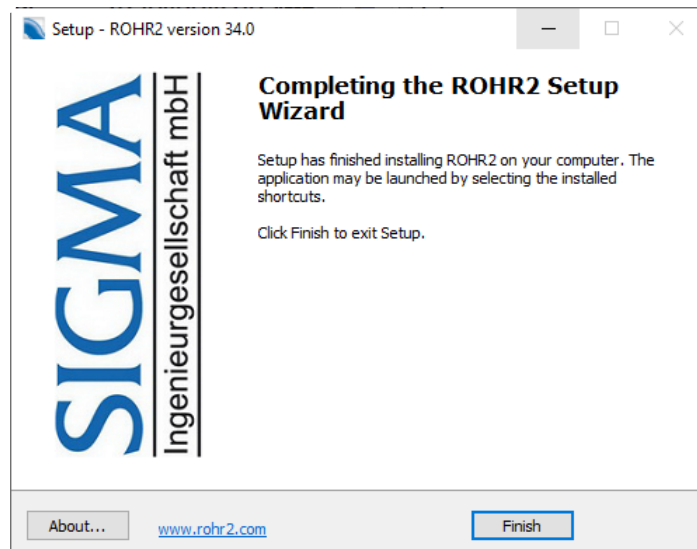 Setup - ROHR2 version 34.0
SIGMA
Ingenieurgesellschaft mbH
Completing the ROHR2 Setup
Wizard
Setup has finished installing ROHR2 on your computer. The
application may be launched by selecting the installed
shortcuts.
Click Finish to exit Setup.
About...
www.rohr2.com
Finish